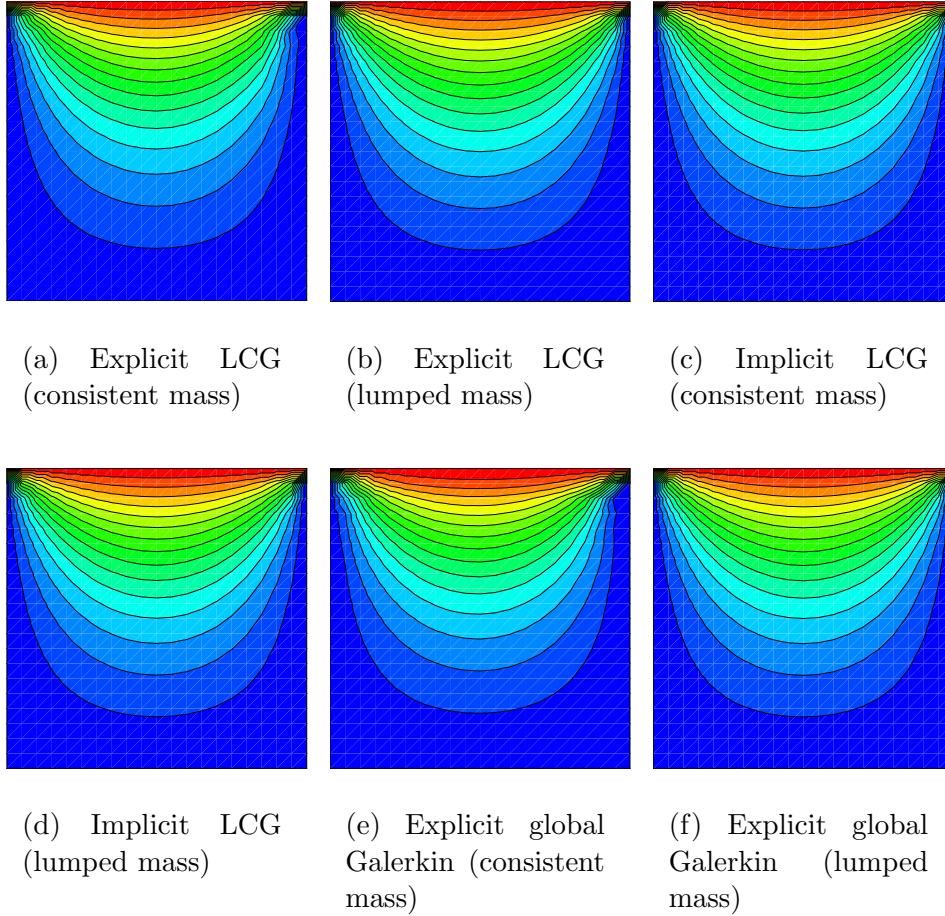 (a) Explicit LCG
(consistent mass)
(b) Explicit LCG
(lumped mass)
(c) Implicit LCG
(consistent mass)
(d) Implicit LCG
(lumped mass)
(e) Explicit global
Galerkin (consistent
mass)
(f) Explicit global
Galerkin (lumped
mass)